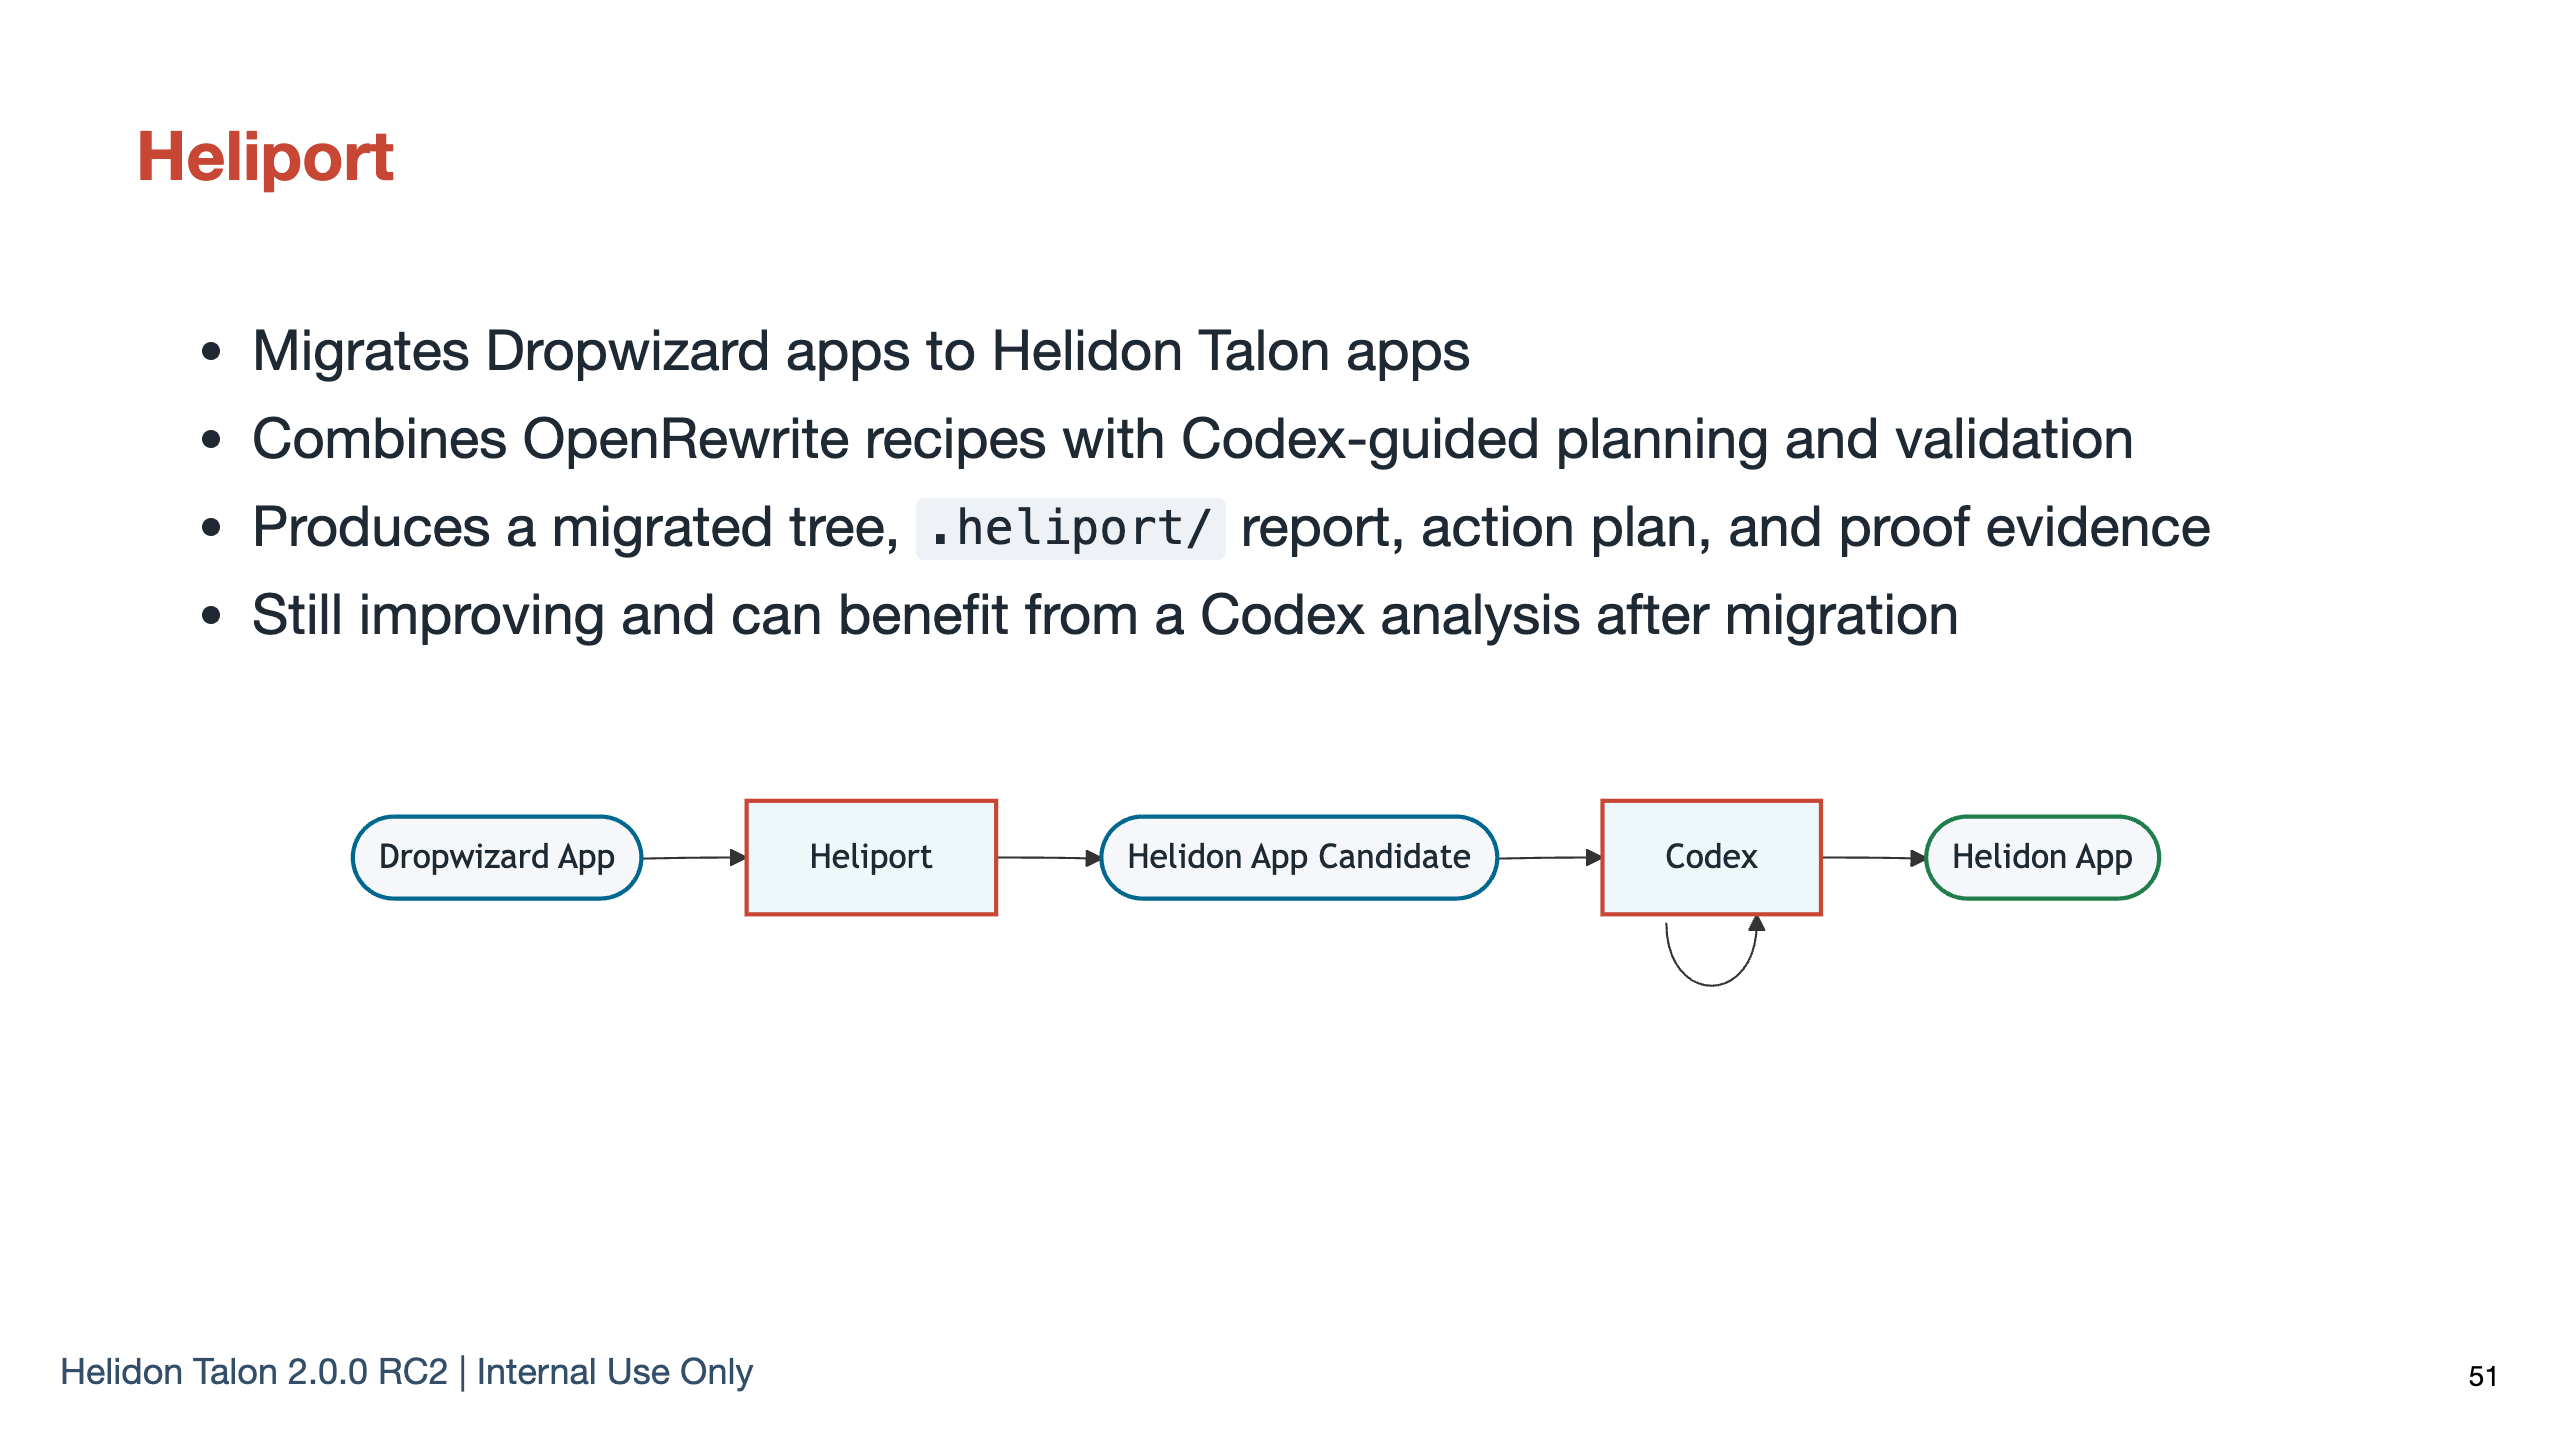 Heliport
• Migrates Dropwizard apps to Helidon Talon apps
• Combines OpenRewrite recipes with Codex-guided planning and validation
• Produces a migrated tree, .heliport/ report, action plan, and proof evidence
• Still improving and can benefit from a Codex analysis after migration
Dropwizard App
Heliport
Helidon App Candidate
Codex
Helidon App
Helidon Talon 2.0.0 RC2 | Internal Use Only
51